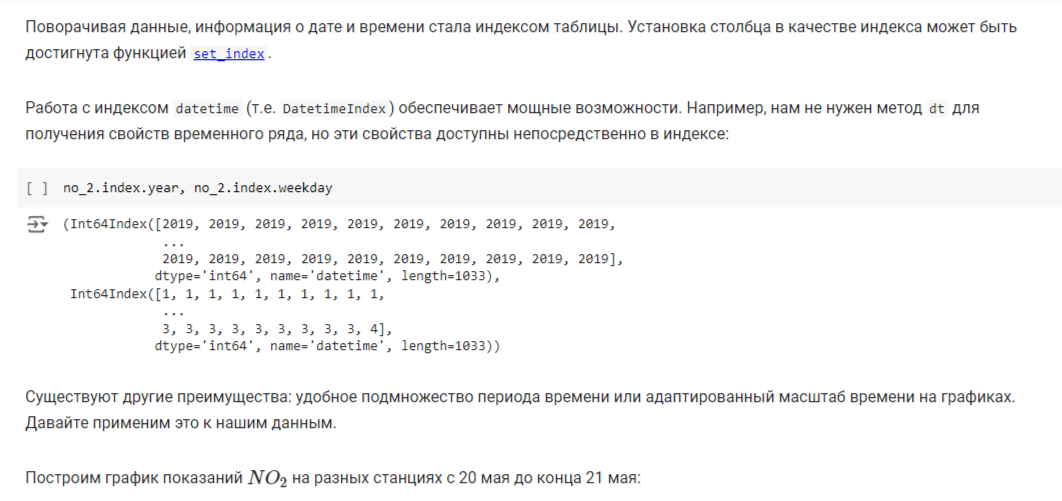 Поворачивая данные, информация о дате и времени стала индексом таблицы. Установка столбца в качестве индекса может быть
достигнута функцией set_index.
Работа с индексом datetime (т.е. DatetimeIndex) обеспечивает мощные возможности. Например, нам не нужен метод dt для
получения свойств временного ряда, но эти свойства доступны непосредственно в индексе:
[ ] no_2.index.year, no_2.index.weekday
(Int64Index([2019, 2019, 2019, 2019, 2019, 2019, 2019, 2019, 2019, 2019,
...
2019, 2019, 2019, 2019, 2019, 2019, 2019, 2019, 2019, 2019],
dtype='int64', name='datetime', length=1033),
Int64Index([1, 1, 1, 1, 1, 1, 1, 1, 1, 1,
...
3, 3, 3, 3, 3, 3, 3, 3, 3, 4],
dtype='int64', name='datetime', length=1033))
Существуют другие преимущества: удобное подмножество периода времени или адаптированный масштаб времени на графиках.
Давайте применим это к нашим данным.
Построим график показаний NO₂ на разных станциях с 20 мая до конца 21 мая: